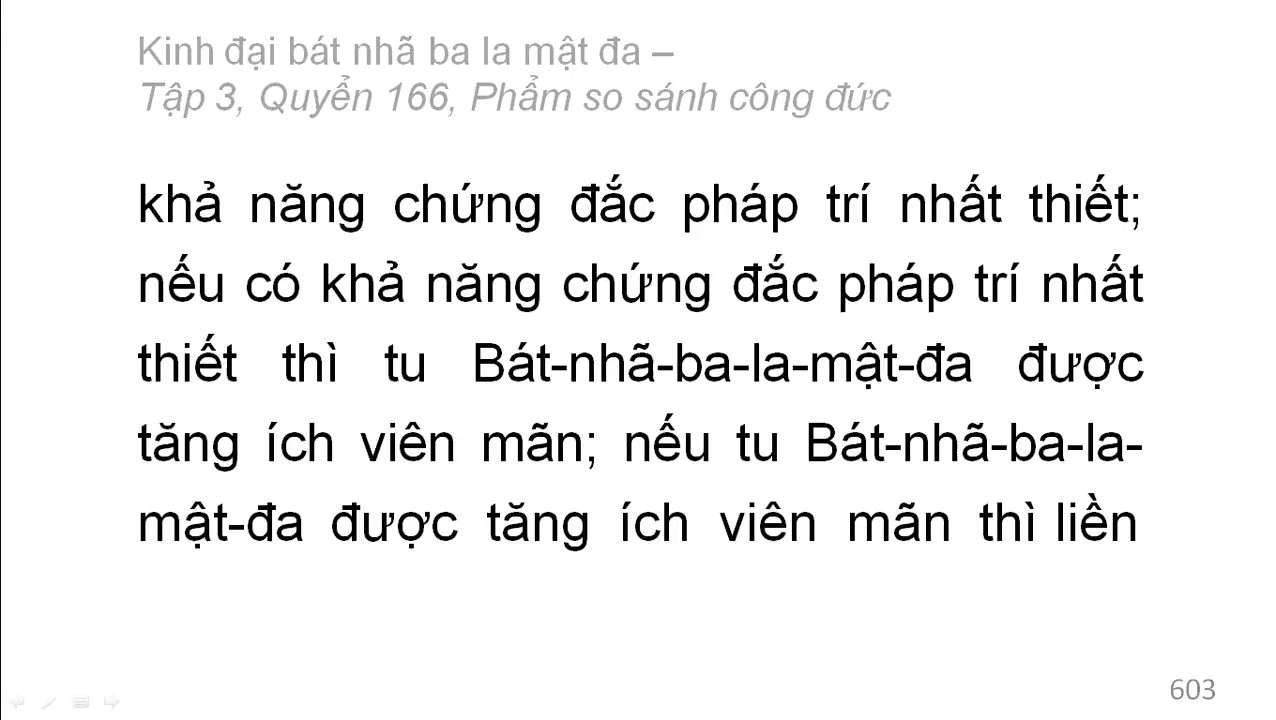 Kinh đại bát nhã ba la mật đa –
Tập 3, Quyển 166, Phẩm so sánh công đức
khả năng chứng đắc pháp trí nhất thiết;
nếu có khả năng chứng đắc pháp trí nhất
thiết thì tu Bát-nhã-ba-la-mật-đa được
tăng ích viên mãn; nếu tu Bát-nhã-ba-la-
mật-đa được tăng ích viên mãn thì liền
603